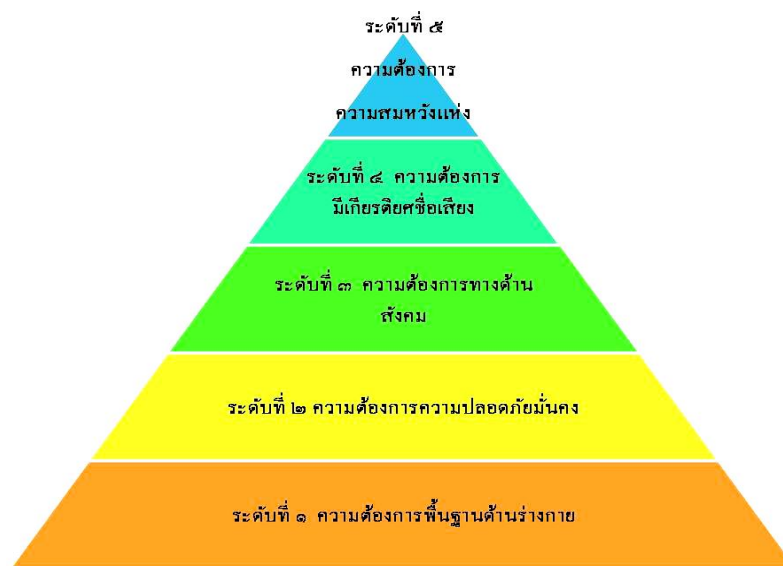 ระดับที่ ๕
ความต้องการ
ความสมหวังแห่ง
ระดับที่ ๔ ความต้องการ
มีเกียรติยศชื่อเสียง
ระดับที่ ๓ ความต้องการทางด้าน
สังคม
ระดับที่ ๒ ความต้องการความปลอดภัยมั่นคง
ระดับที่ ๑ ความต้องการพื้นฐานด้านร่างกาย